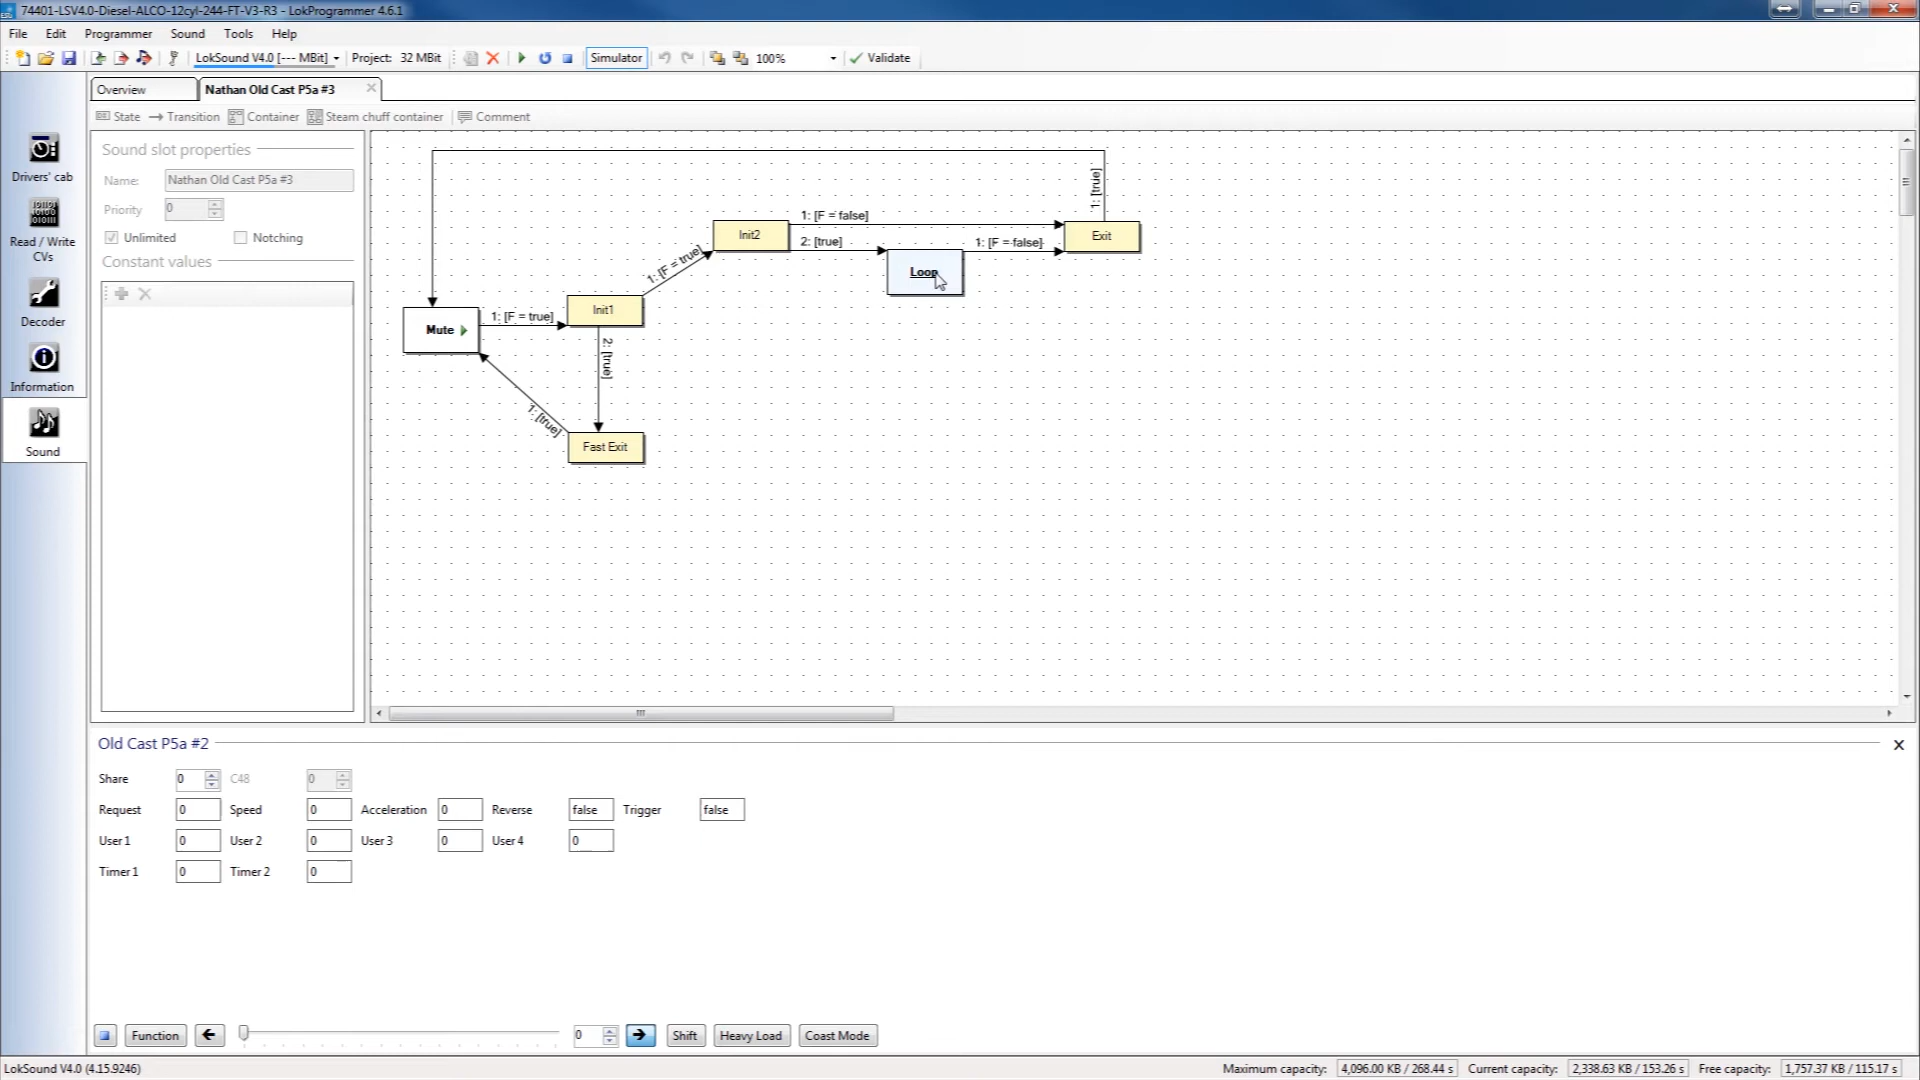 74401-LSV4.0-Diesel-ALCO-12cyl-244-FT-V3-R3 - LokProgrammer 4.6.1
File Edit Programmer Sound Tools Help
LokSound V4.0 [--- MBit] Project: 32 MBit Simulator 100% Validate
Overview Nathan Old Cast P5a #3
State Transition Container Steam chuff container Comment
Drivers' cab
Read / Write CVs
Decoder
Information
Sound
Sound slot properties
Name: Nathan Old Cast P5a #3
Priority 0
Unlimited Notching
Constant values
1: [true]
Init2
1: [F = false]
2: [true]
Exit
1: [F = false]
Loop
1: [F = true]
Init1
Mute
1: [F = true]
2: [true]
1: [true]
Fast Exit
Old Cast P5a #2
Share 0 C48 0
Request 0 Speed 0 Acceleration 0 Reverse false Trigger false
User 1 0 User 2 0 User 3 0 User 4 0
Timer 1 0 Timer 2 0
Function 0 Shift Heavy Load Coast Mode
LokSound V4.0 (4.15.9246) Maximum capacity: 4,096.00 KB / 268.44 s Current capacity: 2,338.63 KB / 153.26 s Free capacity: 1,757.37 KB / 115.17 s